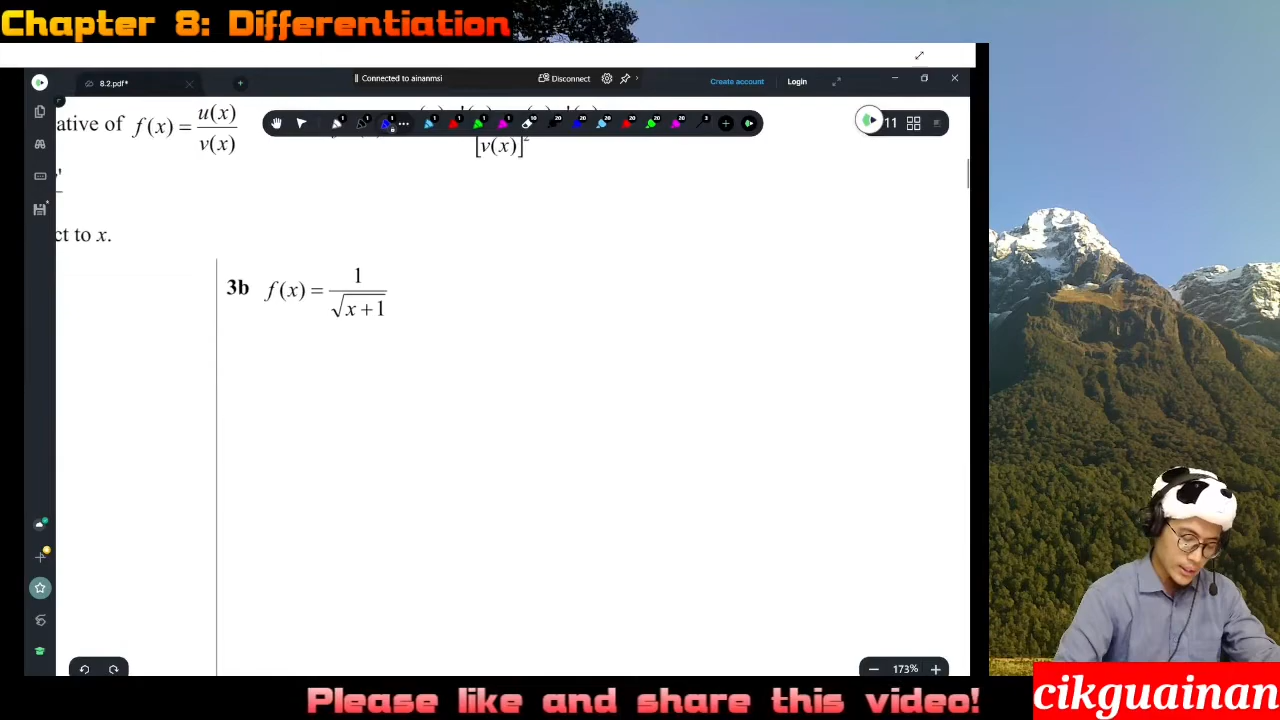 Chapter 8: Differentiation
8.2.pdf*
Connected to ainanmsi
Disconnect
Create account
Login
ative of f(x) = u(x)/v(x)
[v(x)]²
11
ct to x.
3b f(x) = 1/√(x+1)
173%
Please like and share this video!
cikguainan